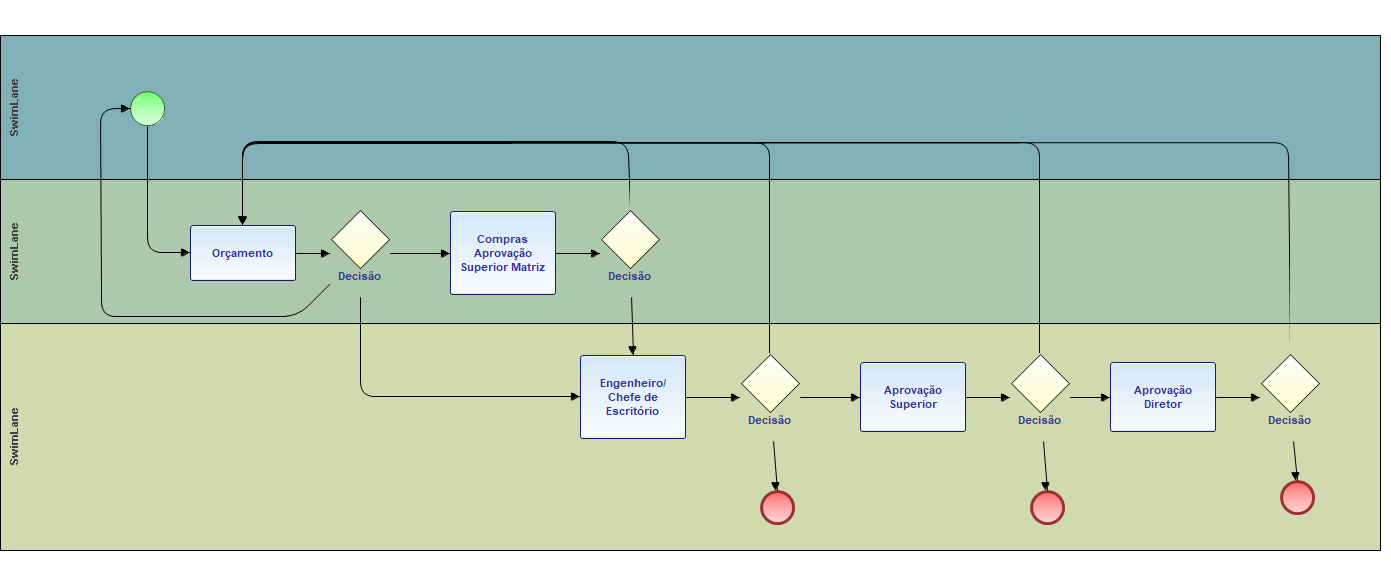 SwimLane
SwimLane
Orçamento
Decisão
Compras
Aprovação
Superior Matriz
Decisão
SwimLane
Engenheiro/
Chefe de
Escritório
Decisão
Aprovação
Superior
Decisão
Aprovação
Diretor
Decisão